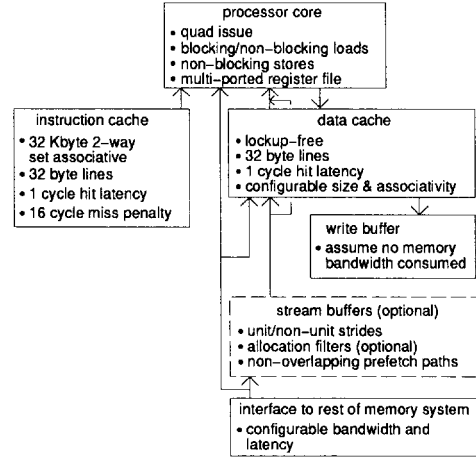 processor core
• quad issue
• blocking/non-blocking loads
• non-blocking stores
• multi-ported register file
instruction cache
• 32 Kbyte 2-way
set associative
• 32 byte lines
• 1 cycle hit latency
• 16 cycle miss penalty
data cache
• lockup-free
• 32 byte lines
• 1 cycle hit latency
• configurable size & associativity
write buffer
• assume no memory
bandwidth consumed
stream buffers (optional)
• unit/non-unit strides
• allocation filters (optional)
• non-overlapping prefetch paths
interface to rest of memory system
• configurable bandwidth and
latency